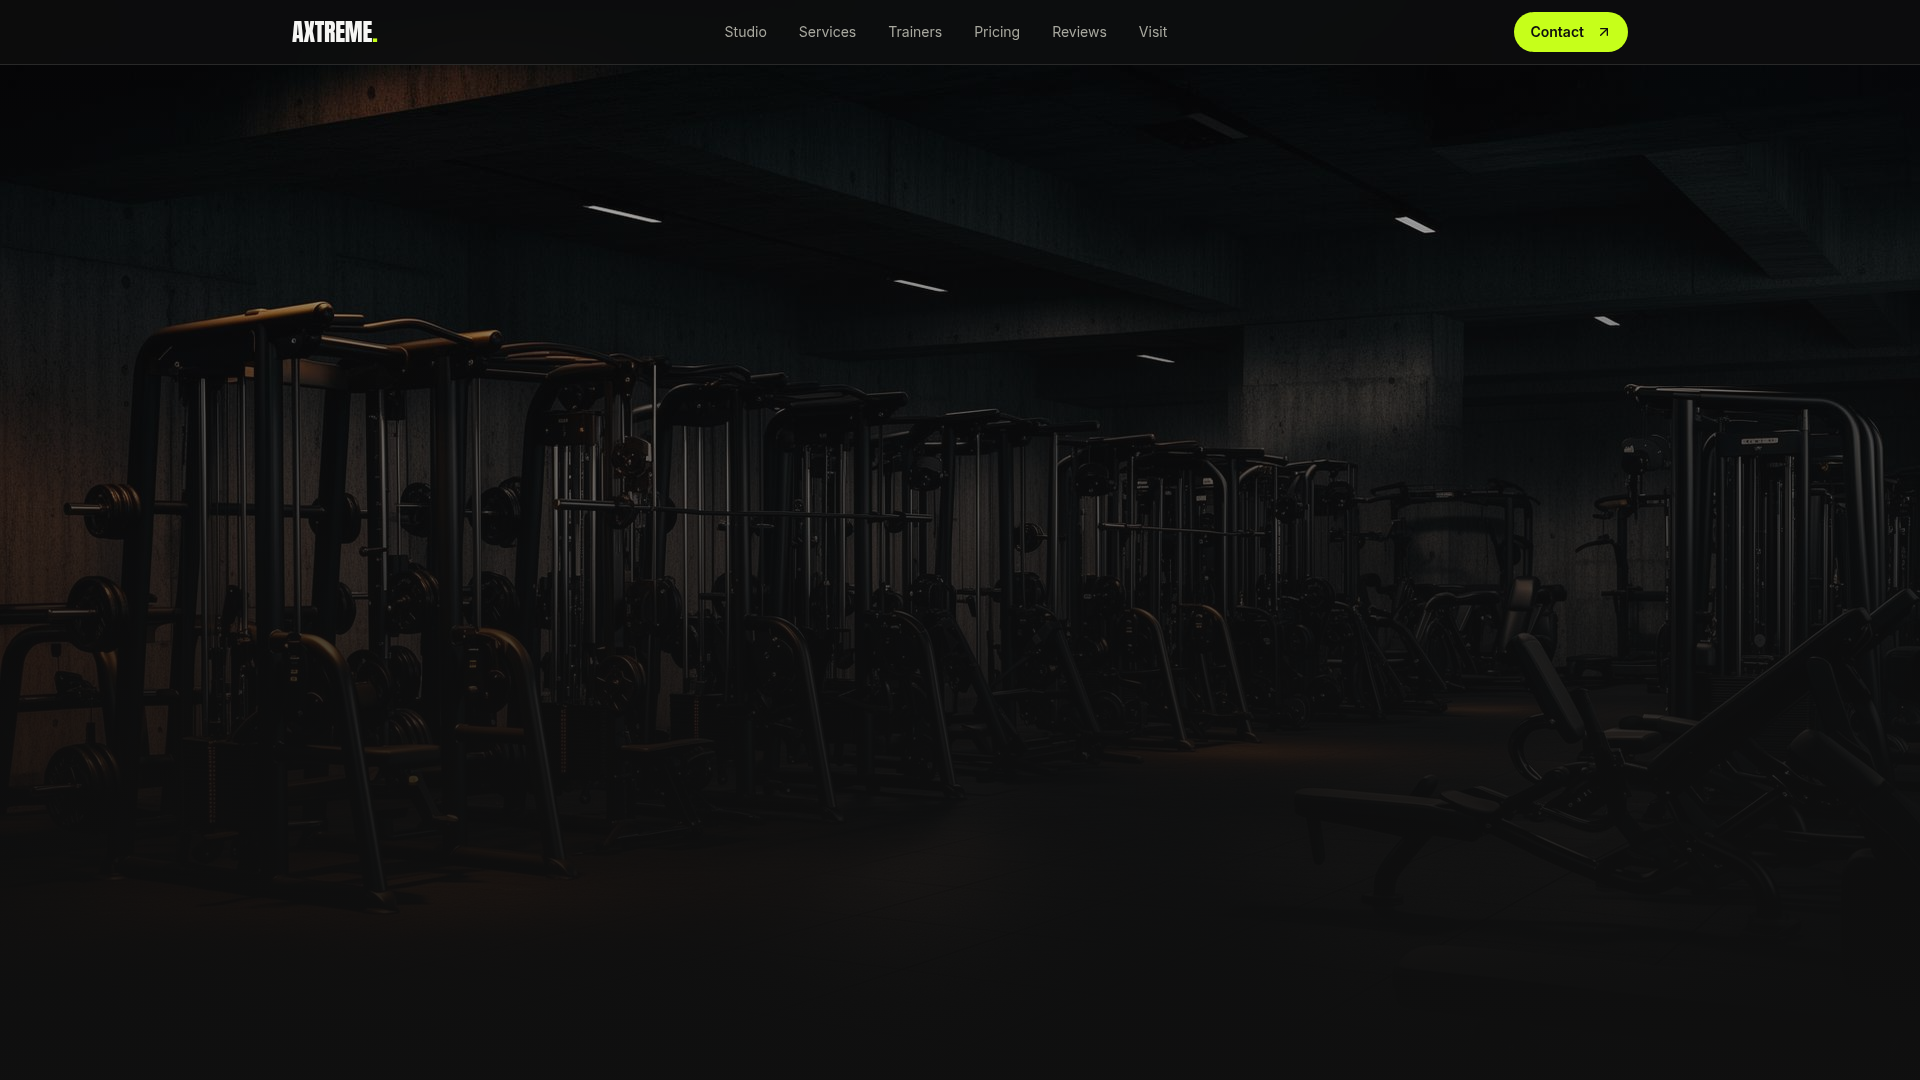 AXTREME.
Studio
Services
Trainers
Pricing
Reviews
Visit
Contact